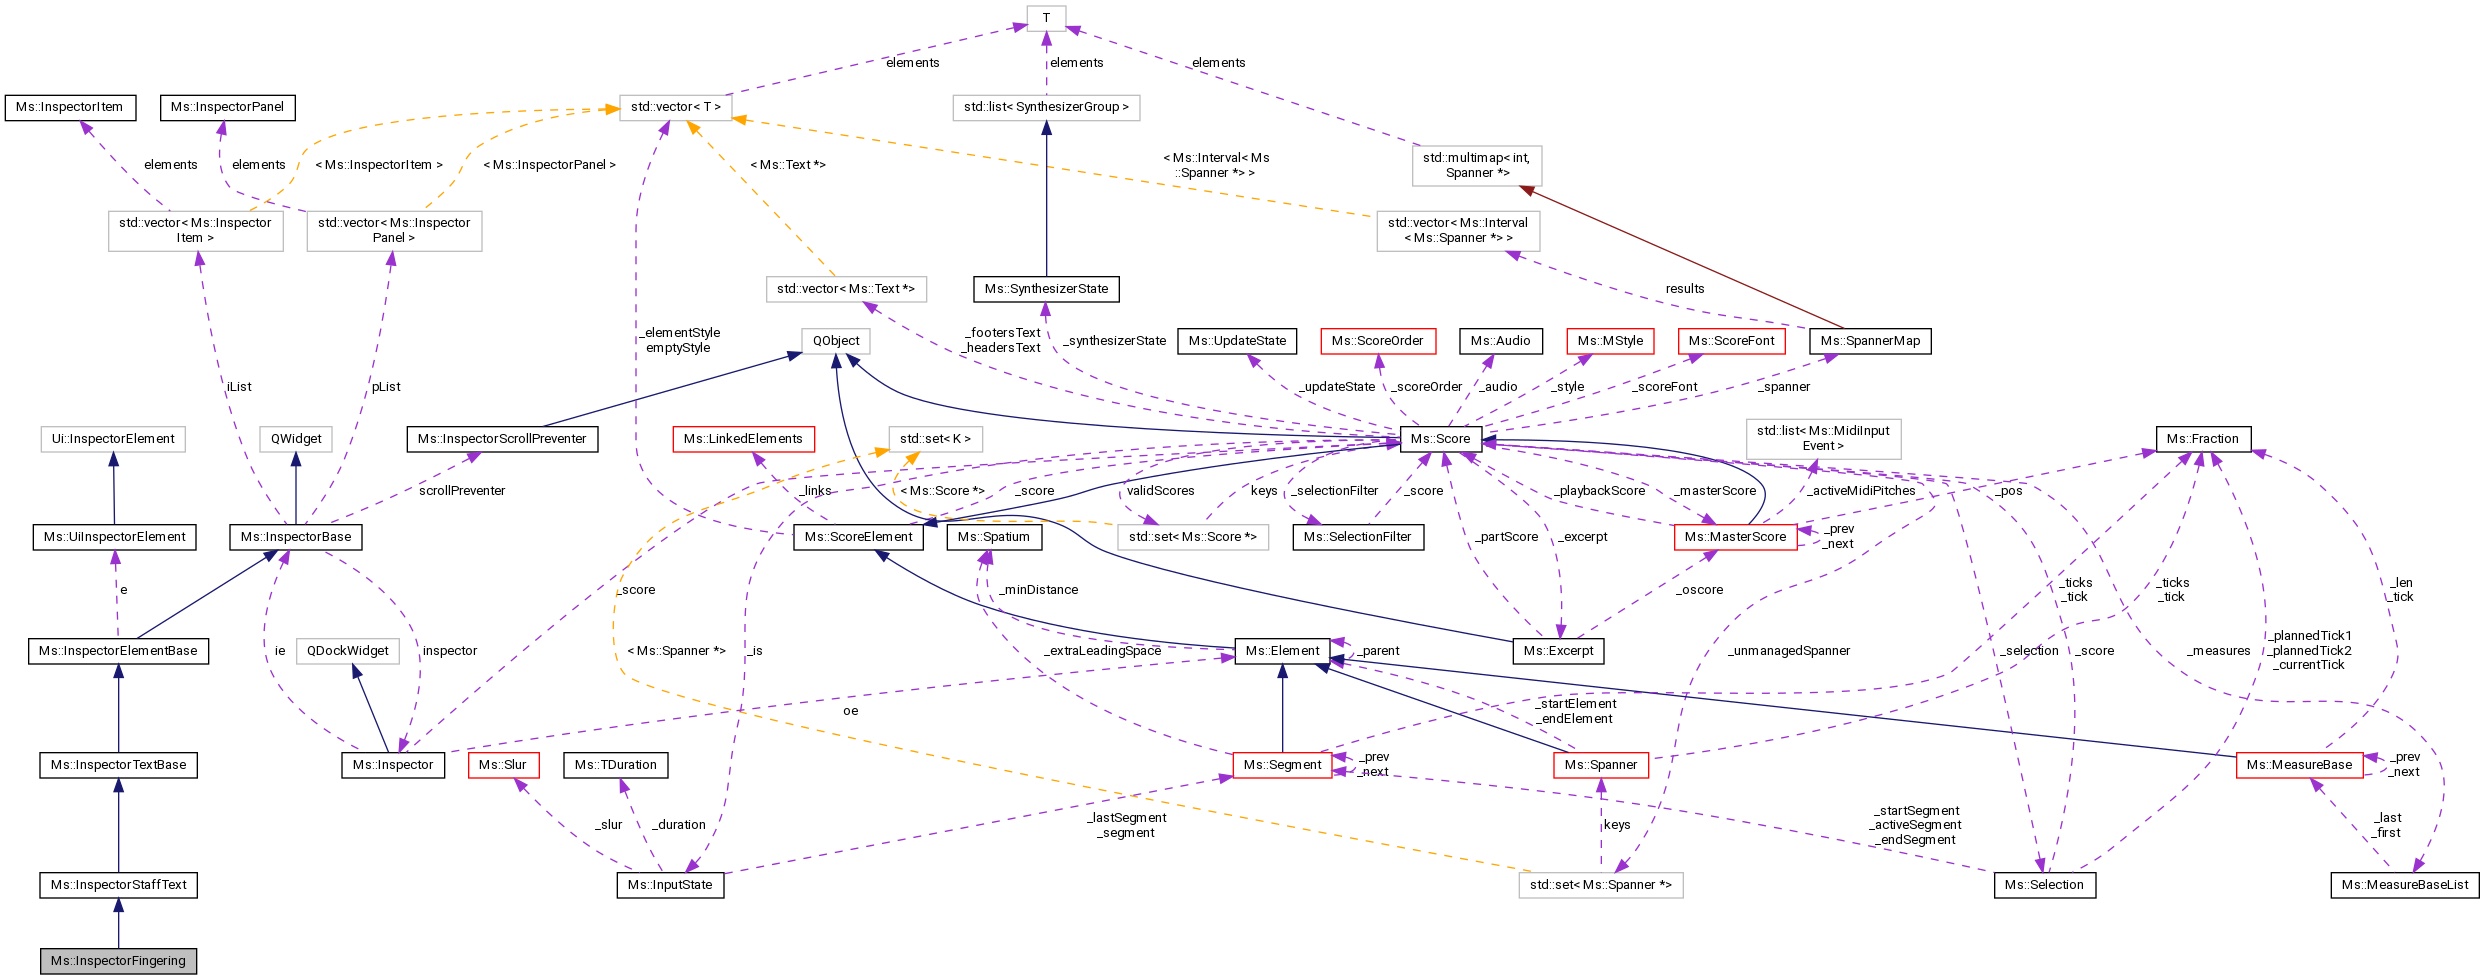 T
elements
elements
elements
Ms::InspectorItem
Ms::InspectorPanel
std::vector< T >
std::list< SynthesizerGroup >
elements
elements
< Ms::InspectorItem >
< Ms::InspectorPanel >
< Ms::Text *>
< Ms::Interval< Ms
::Spanner *> >
std::multimap< int,
Spanner *>
std::vector< Ms::Inspector
Item >
std::vector< Ms::Inspector
Panel >
std::vector< Ms::Interval
< Ms::Spanner *> >
std::vector< Ms::Text *>
Ms::SynthesizerState
results
_elementStyle
emptyStyle
QObject
_footersText
_headersText
_synthesizerState
Ms::UpdateState
Ms::ScoreOrder
Ms::Audio
Ms::MStyle
Ms::ScoreFont
Ms::SpannerMap
iList
pList
_updateState
_scoreOrder
_audio
_style
_scoreFont
_spanner
Ui::InspectorElement
QWidget
Ms::InspectorScrollPreventer
Ms::LinkedElements
std::set< K >
Ms::Score
std::list< Ms::MidiInput
Event >
Ms::Fraction
scrollPreventer
_links
< Ms::Score *>
_score
validScores
keys
_selectionFilter
_score
_playbackScore
_masterScore
_activeMidiPitches
_pos
Ms::UiInspectorElement
Ms::InspectorBase
Ms::ScoreElement
Ms::Spatium
std::set< Ms::Score *>
Ms::SelectionFilter
_partScore
_excerpt
Ms::MasterScore
_prev
_next
e
_score
_minDistance
_oscore
_ticks
_tick
_ticks
_tick
_len
_tick
Ms::InspectorElementBase
QDockWidget
ie
inspector
< Ms::Spanner *>
_is
_extraLeadingSpace
Ms::Element
_parent
Ms::Excerpt
_unmanagedSpanner
_selection
_score
_measures
_plannedTick1
_plannedTick2
_currentTick
oe
_startElement
_endElement
Ms::InspectorTextBase
Ms::Inspector
Ms::Slur
Ms::TDuration
Ms::Segment
_prev
_next
Ms::Spanner
Ms::MeasureBase
_prev
_next
_slur
_duration
_lastSegment
_segment
keys
_startSegment
_activeSegment
_endSegment
_last
_first
Ms::InspectorStaffText
Ms::InputState
std::set< Ms::Spanner *>
Ms::Selection
Ms::MeasureBaseList
Ms::InspectorFingering